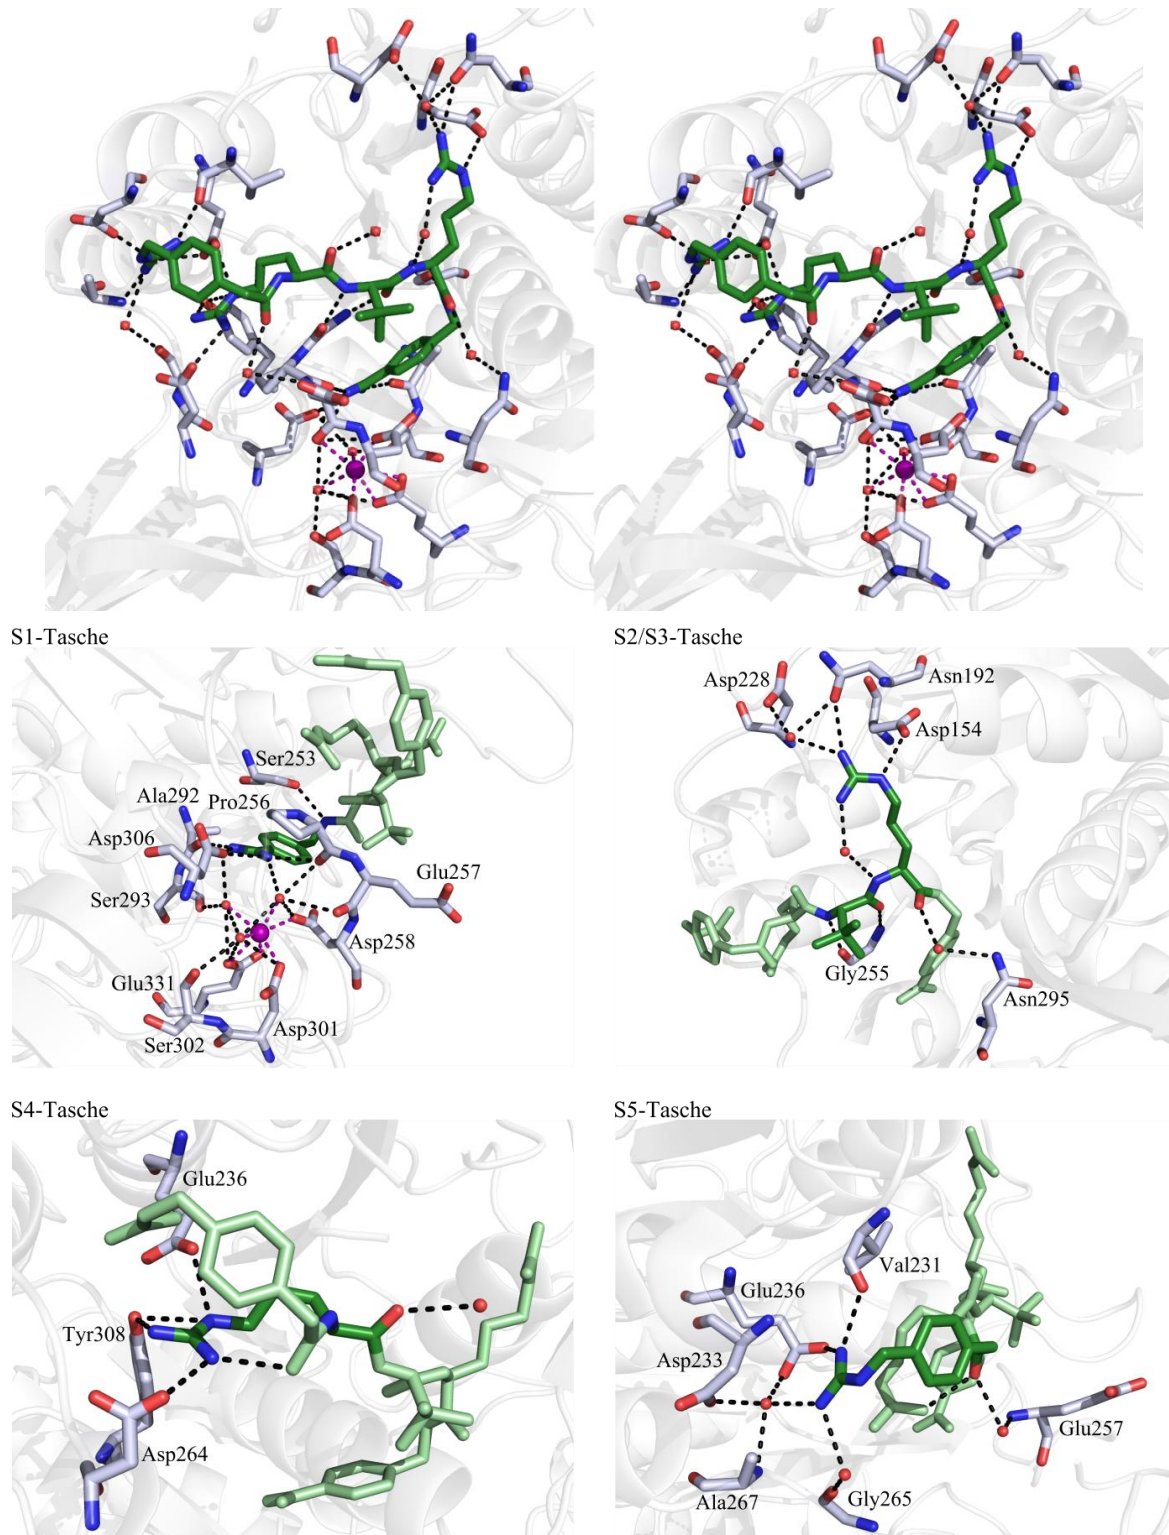 S1-Tasche
S2/S3-Tasche
Asp228
Asn192
Asp154
Ser253
Ala292
Pro256
Asp306
Glu257
Ser293
Asp258
Gly255
Glu331
Asn295
Asp301
Ser302
S4-Tasche
S5-Tasche
Glu236
Val231
Glu236
Tyr308
Asp233
Glu257
Asp264
Ala267
Gly265